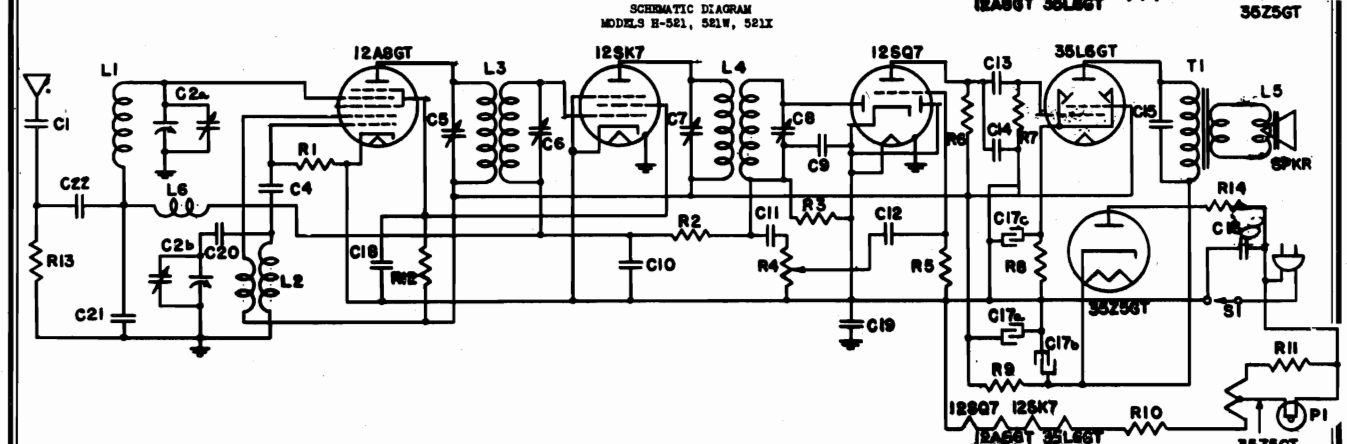 SCHEMATIC DIAGRAM
MODELS H-521, 521W, 521X
12A8GT 35L6GT
35Z5GT
12A8GT
12SK7
12SQ7
35L6GT
L1
C2a
L3
L4
C13
T1
L5
C1
C5
C6
C7
C8
C9
R6
C14
R7
C15
SPKR
R1
C4
C22
L6
R3
R14
C2b
C20
R2
C11
C12
C17c
R13
L2
C18
R12
C10
R4
R5
R8
35Z5GT
S1
C21
C19
C17a
C17b
R9
R11
12SQ7 12SK7
R10
P1
12A8GT 35L6GT
35Z5GT